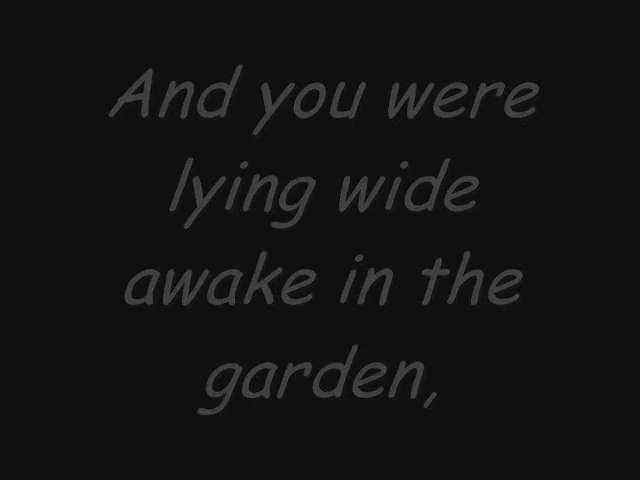 And you were
lying wide
awake in the
garden,